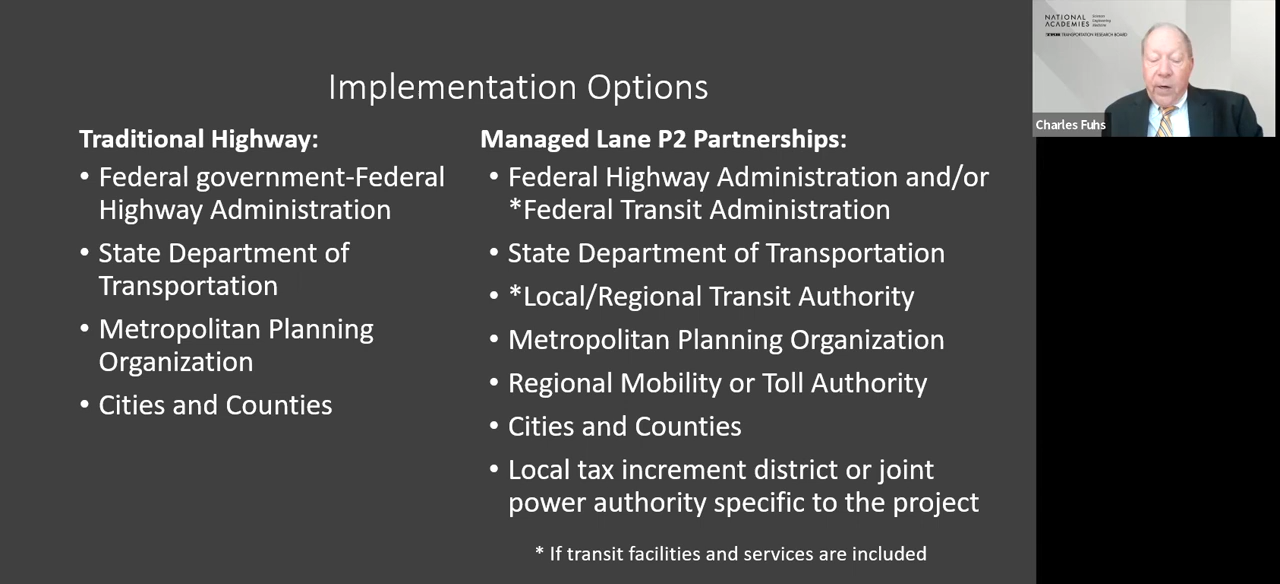 Implementation Options
Traditional Highway:
• Federal government-Federal
Highway Administration
• State Department of
Transportation
• Metropolitan Planning
Organization
• Cities and Counties
Managed Lane P2 Partnerships:
• Federal Highway Administration and/or
*Federal Transit Administration
• State Department of Transportation
• *Local/Regional Transit Authority
• Metropolitan Planning Organization
• Regional Mobility or Toll Authority
• Cities and Counties
• Local tax increment district or joint
power authority specific to the project
* If transit facilities and services are included
NATIONAL
ACADEMIES
Sciences
Engineering
Medicine
TRANSPORTATION RESEARCH BOARD
Charles Fuhs